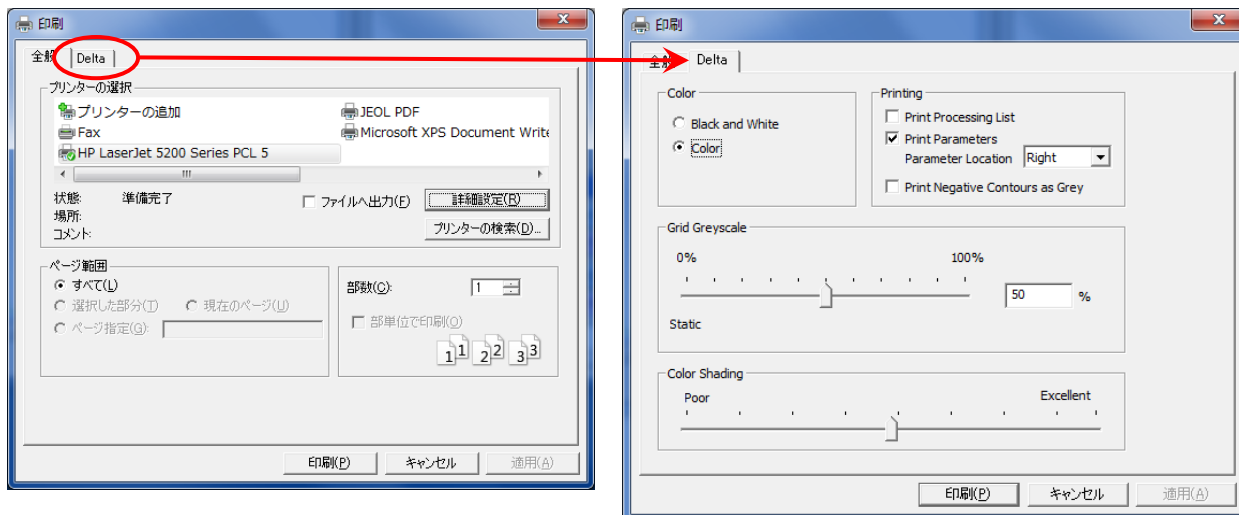 印刷
全般 Delta
プリンターの選択
プリンターの追加 JEOL PDF
Fax Microsoft XPS Document Write
HP LaserJet 5200 Series PCL 5
状態: 準備完了
場所:
コメント:
ファイルへ出力(F) 詳細設定(R)
プリンターの検索(D)...
ページ範囲
すべて(L)
選択した部分(T) 現在のページ(U)
ページ指定(G):
部数(C): 1
部単位で印刷(O)
1 1 2 2 3 3
印刷(P) キャンセル 適用(A)
印刷
全般 Delta
Color
Black and White
Color
Printing
Print Processing List
Print Parameters
Parameter Location Right
Print Negative Contours as Grey
Grid Greyscale
0% 100%
50 %
Static
Color Shading
Poor Excellent
印刷(P) キャンセル 適用(A)